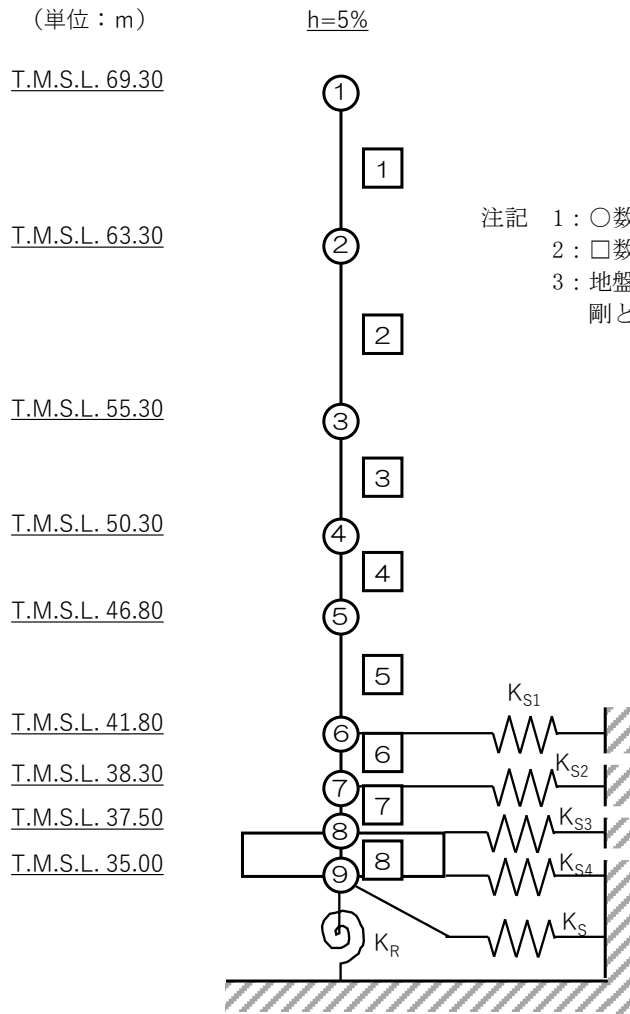 （単位：ｍ）
h=5%
T.M.S.L. 69.30
1
1
T.M.S.L. 63.30
2
注記　1：○数
2：□数
3：地盤
剛と
2
T.M.S.L. 55.30
3
3
T.M.S.L. 50.30
4
4
T.M.S.L. 46.80
5
5
KS1
T.M.S.L. 41.80
6
6
KS2
T.M.S.L. 38.30
7
7
KS3
T.M.S.L. 37.50
8
8
KS4
T.M.S.L. 35.00
9
KS
KR